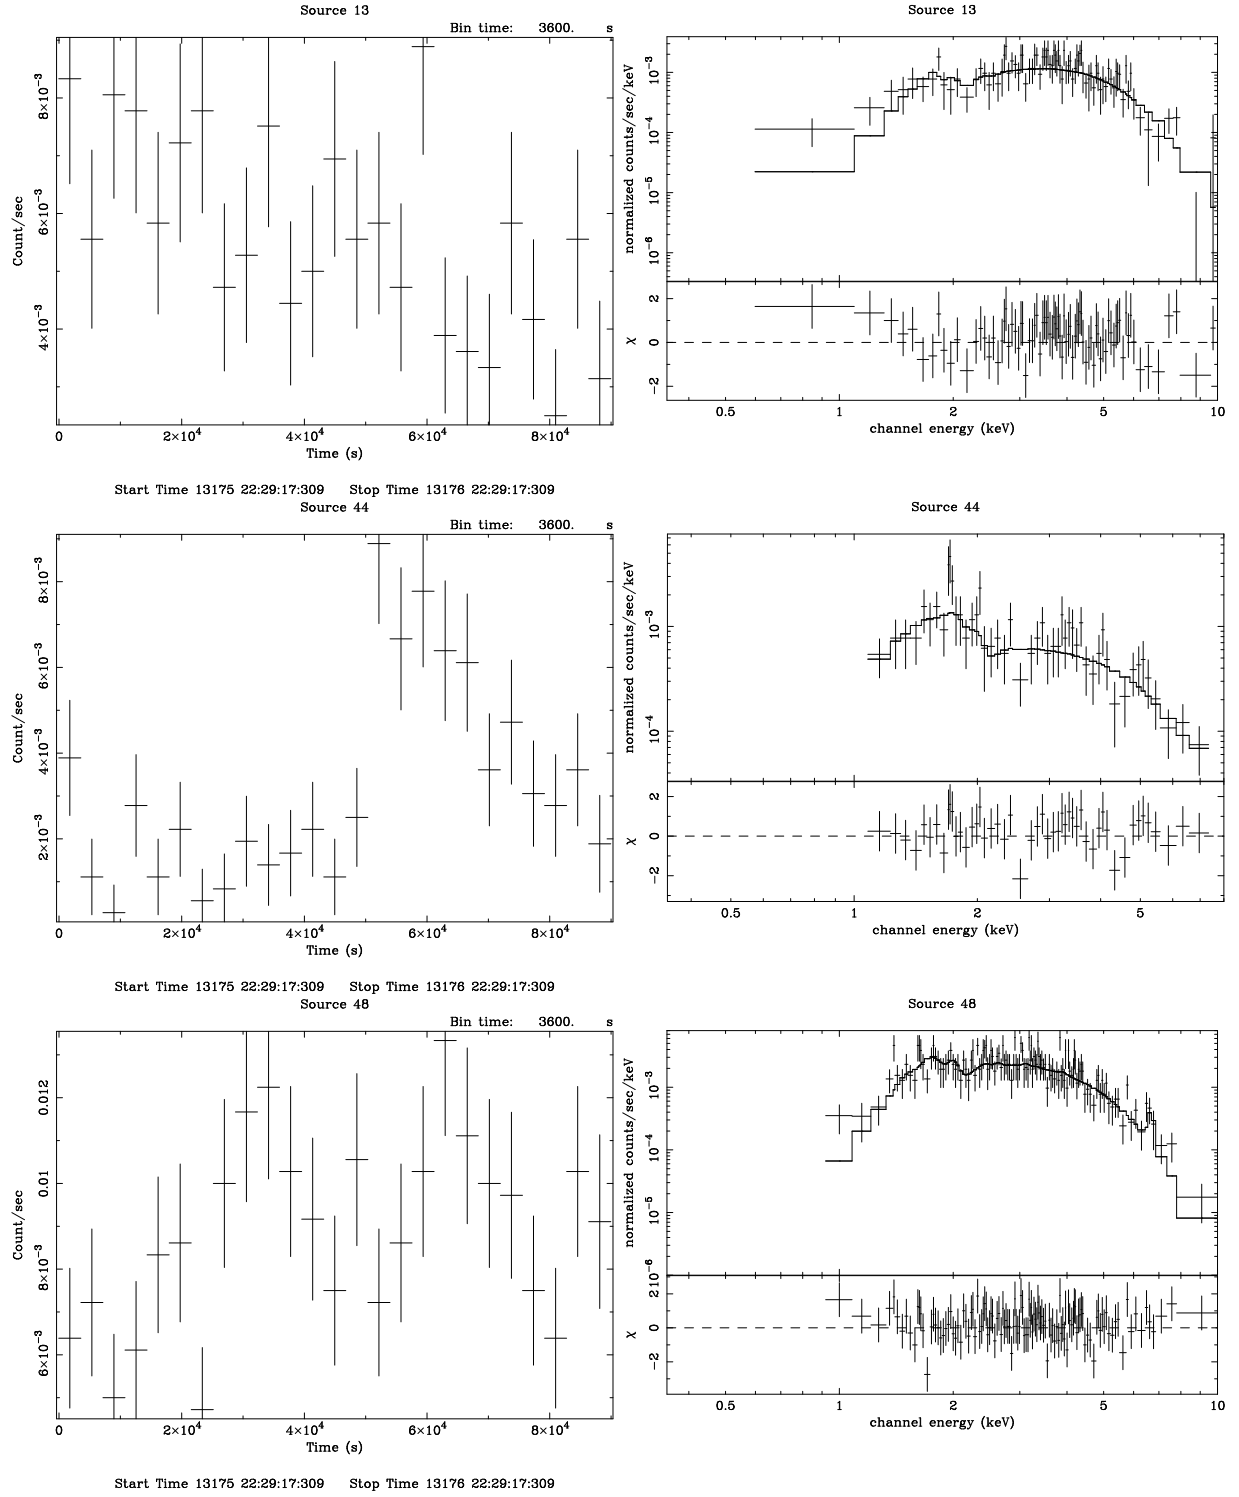 Source 13
Bin time: 3600. s
Count/sec
8×10⁻³
6×10⁻³
4×10⁻³
0 2×10⁴ 4×10⁴ 6×10⁴ 8×10⁴
Time (s)
Start Time 13175 22:29:17:309 Stop Time 13176 22:29:17:309
Source 13
normalized counts/sec/keV
10⁻³
10⁻⁴
10⁻⁵
10⁻⁶
χ
2
0
−2
0.5 1 2 5 10
channel energy (keV)
Source 44
Bin time: 3600. s
Count/sec
8×10⁻³
6×10⁻³
4×10⁻³
2×10⁻³
0 2×10⁴ 4×10⁴ 6×10⁴ 8×10⁴
Time (s)
Start Time 13175 22:29:17:309 Stop Time 13176 22:29:17:309
Source 44
normalized counts/sec/keV
10⁻³
10⁻⁴
χ
2
0
−2
0.5 1 2 5
channel energy (keV)
Source 48
Bin time: 3600. s
Count/sec
0.012
0.01
8×10⁻³
6×10⁻³
0 2×10⁴ 4×10⁴ 6×10⁴ 8×10⁴
Time (s)
Start Time 13175 22:29:17:309 Stop Time 13176 22:29:17:309
Source 48
normalized counts/sec/keV
10⁻³
10⁻⁴
10⁻⁵
10⁻⁶
χ
2
0
−2
0.5 1 2 5 10
channel energy (keV)